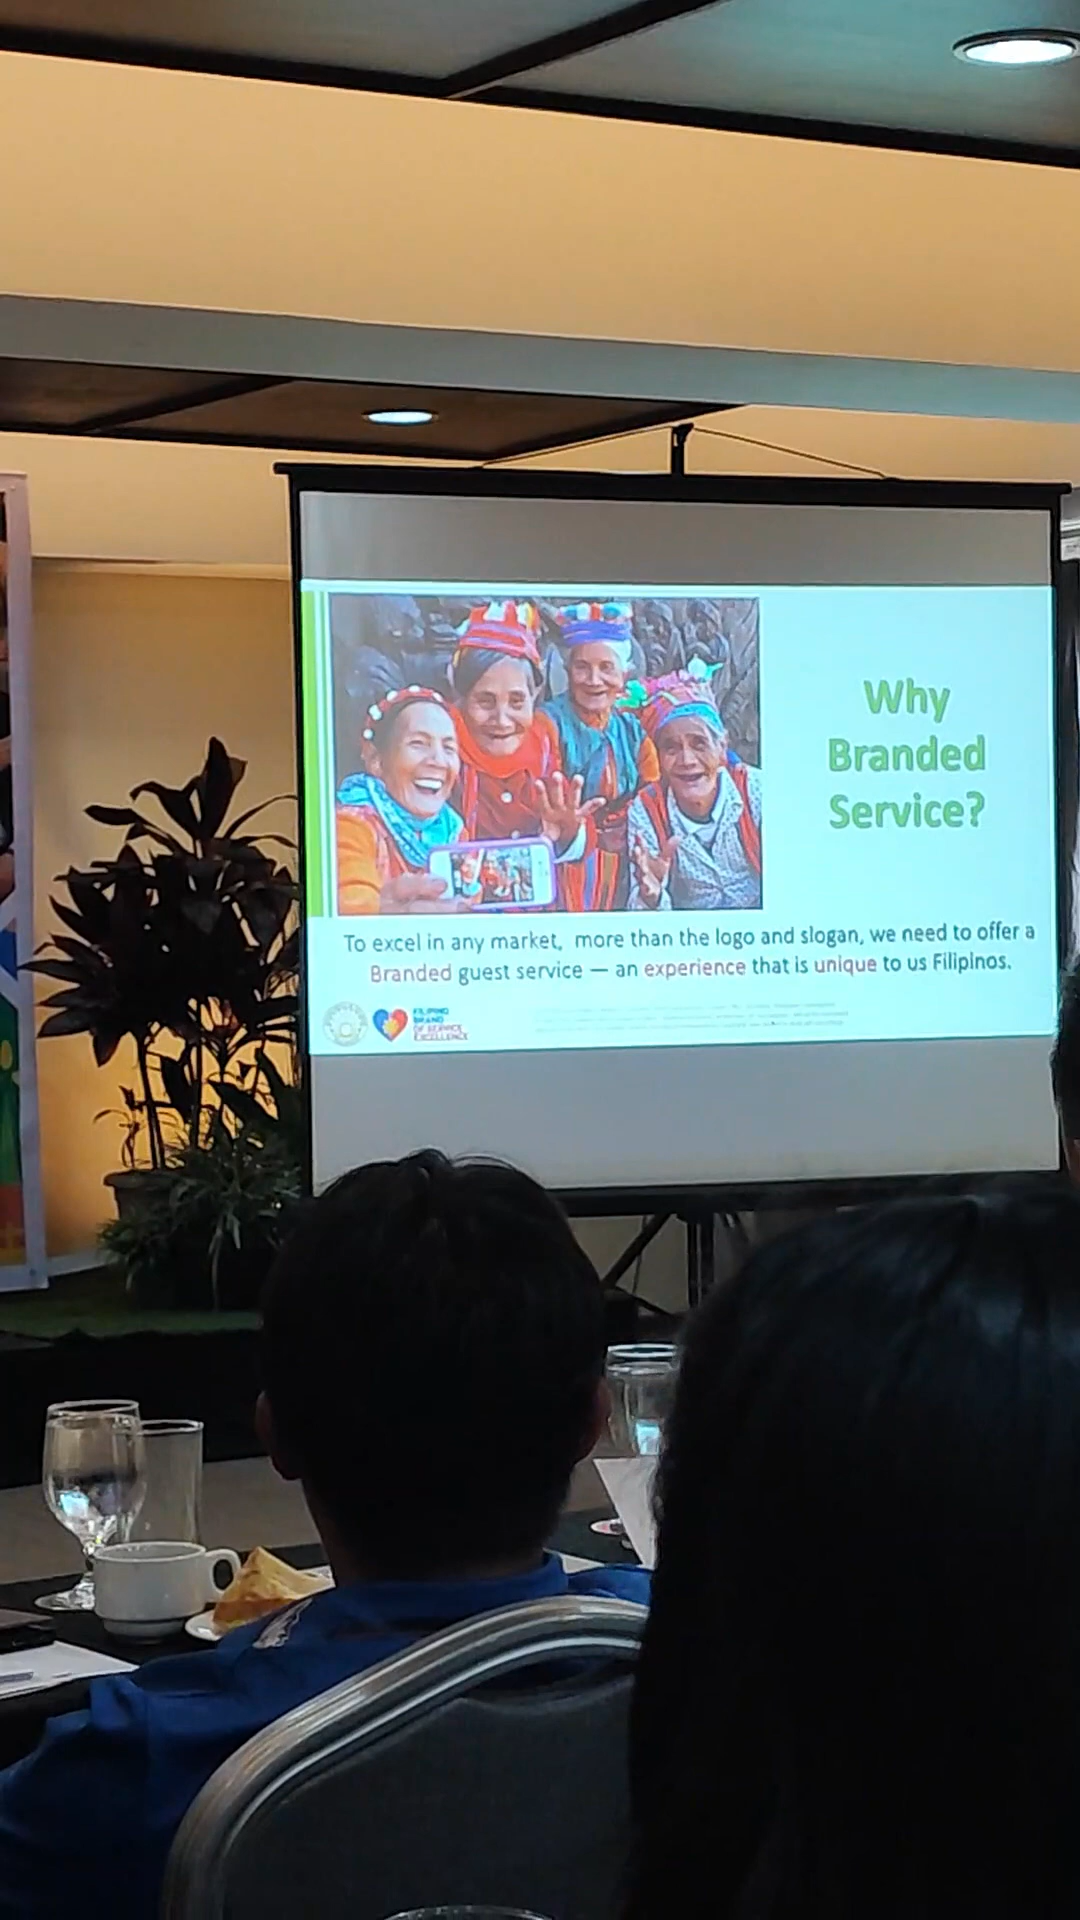 Why
Branded
Service?
To excel in any market, more than the logo and slogan, we need to offer a
Branded guest service — an experience that is unique to us Filipinos.
FILIPINO
BRAND
OF SERVICE
EXCELLENCE